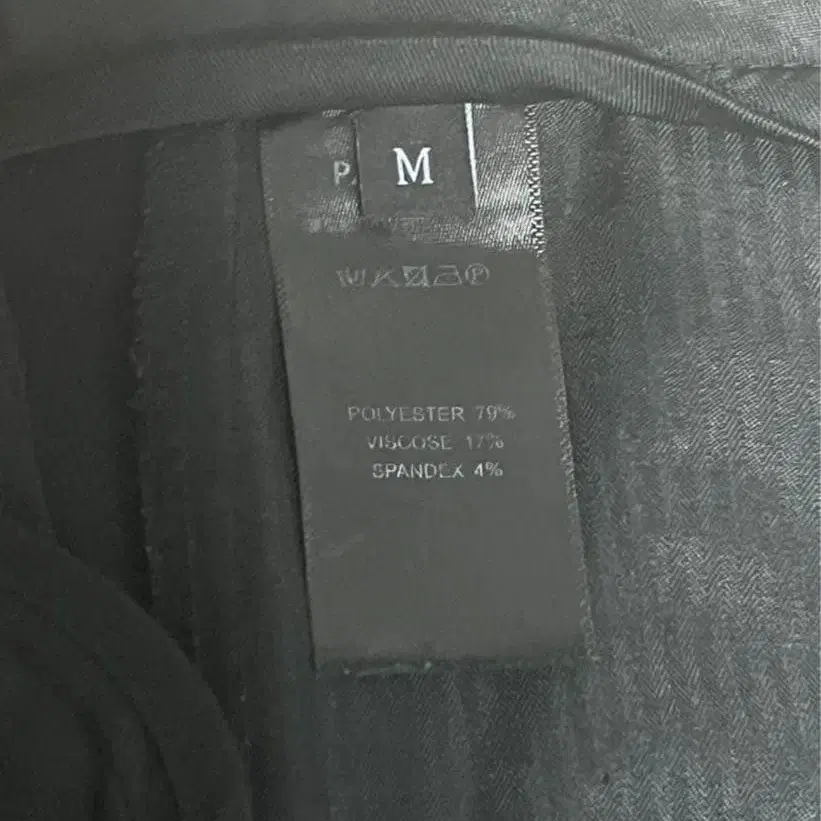 M
POLYESTER 79%
VISCOSE 17%
SPANDEX 4%